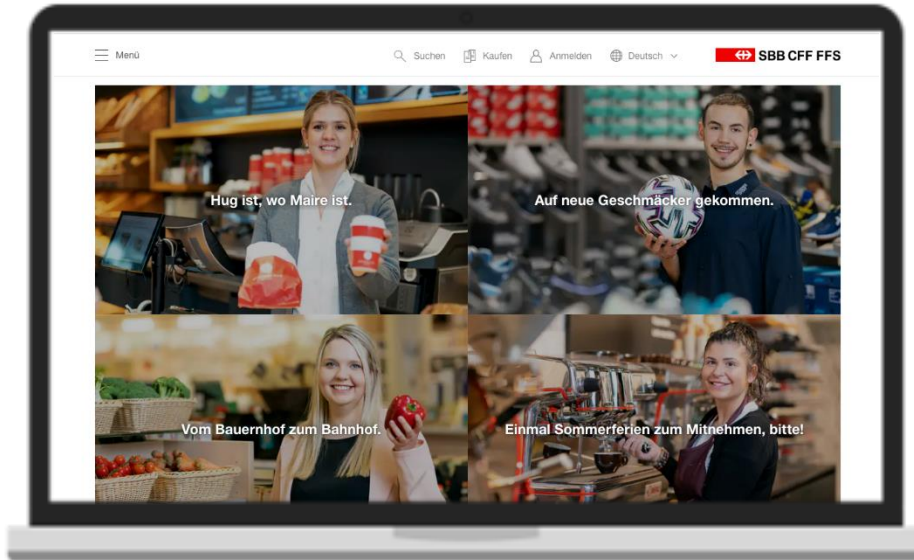 Menü
Suchen
Kaufen
Anmelden
Deutsch
SBB CFF FFS
Hug ist, wo Maire ist.
Auf neue Geschmäcker gekommen.
Vom Bauernhof zum Bahnhof.
Einmal Sommerferien zum Mitnehmen, bitte!